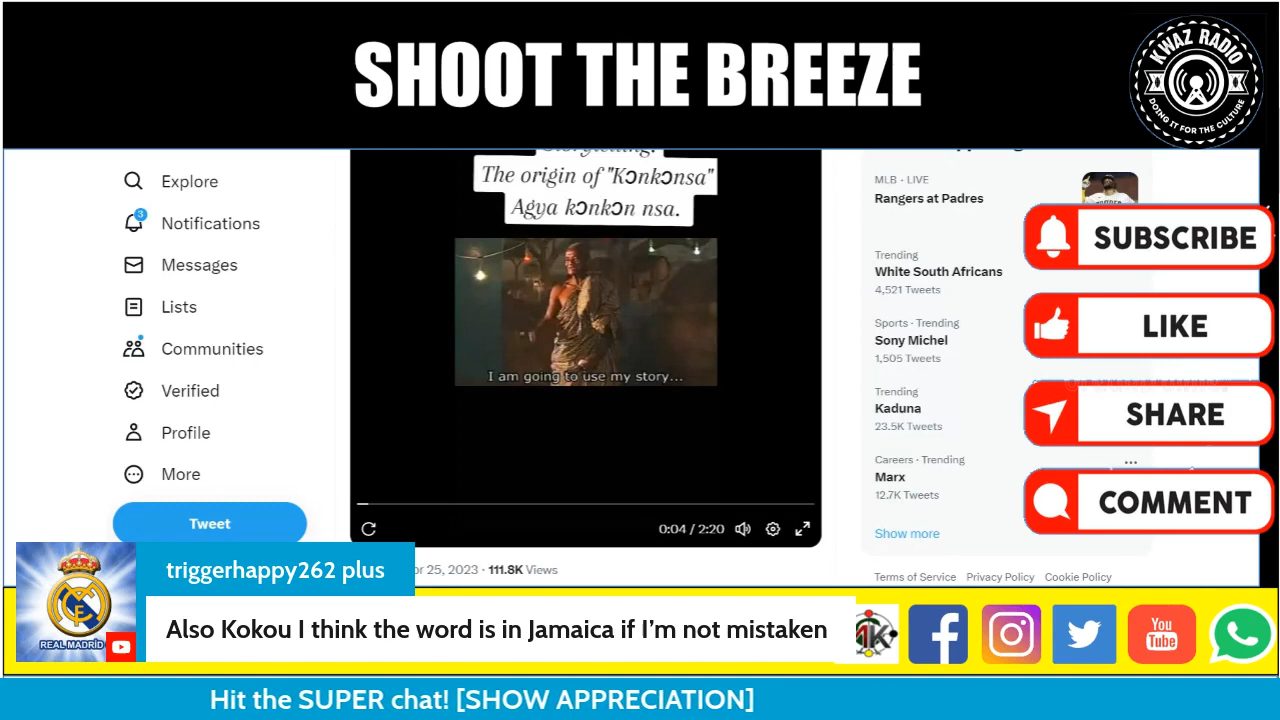 SHOOT THE BREEZE
KWAZ RADIO
DOING IT FOR THE CULTURE
Explore
3
Notifications
Messages
Lists
Communities
Verified
Profile
More
Tweet
Storytelling.
The origin of "Kɔnkɔnsa"
Agya kɔnkɔn nsa.
I am going to use my story...
0:04 / 2:20
25, 2023 · 111.8K Views
MLB · LIVE
Rangers at Padres
Trending
White South Africans
4,521 Tweets
Sports · Trending
Sony Michel
1,505 Tweets
Trending
Kaduna
23.5K Tweets
Careers · Trending
Marx
12.7K Tweets
Show more
Terms of Service Privacy Policy Cookie Policy
SUBSCRIBE
LIKE
SHARE
COMMENT
triggerhappy262 plus
REAL MADRID
Also Kokou I think the word is in Jamaica if I'm not mistaken
You
Tube
Hit the SUPER chat! [SHOW APPRECIATION]